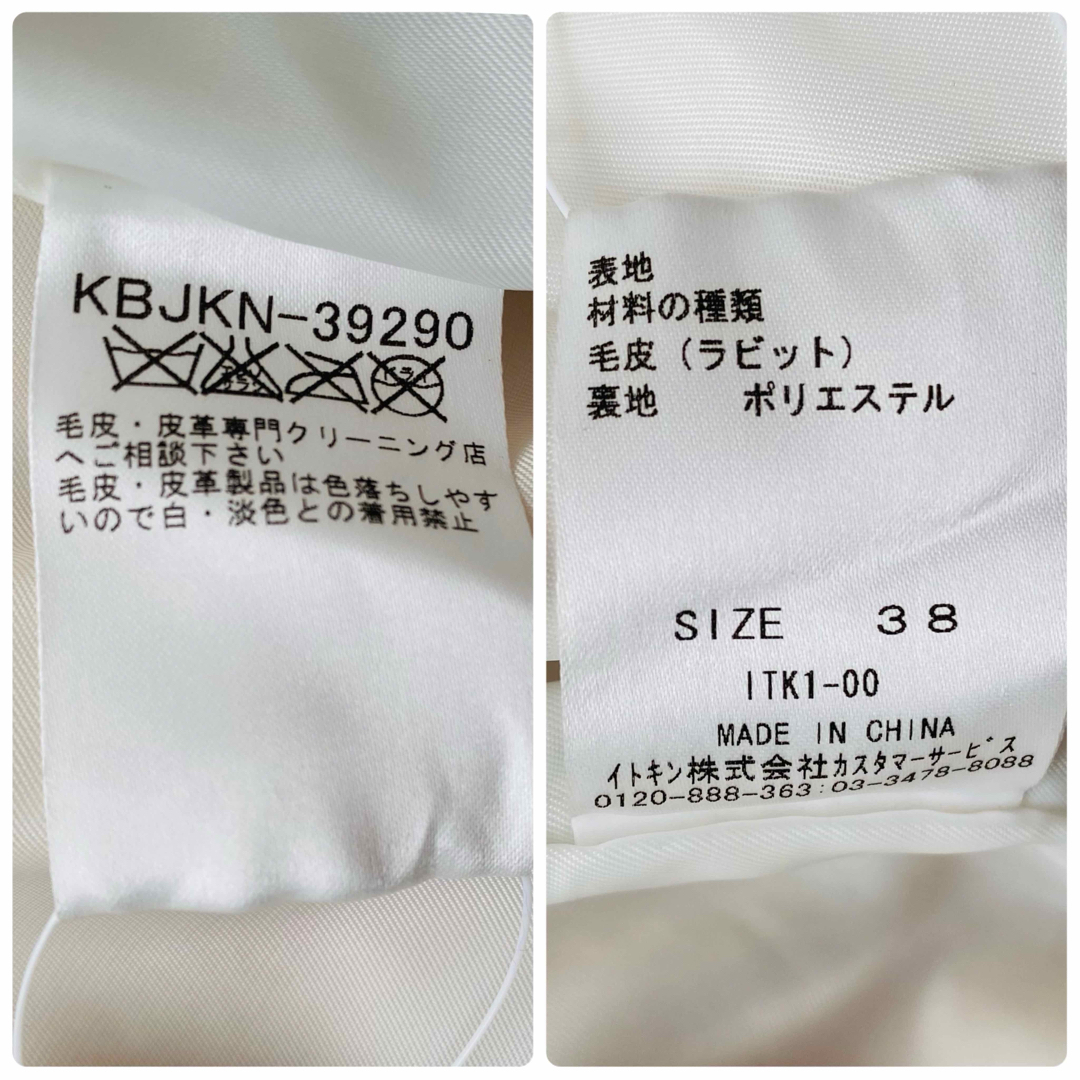 KBJKN-39290
毛皮・皮革専門クリーニング店
へご相談下さい
毛皮・皮革製品は色落ちしやす
いので白・淡色との着用禁止
表地
材料の種類
毛皮(ラビット)
裏地 ポリエステル
SIZE 38
ITK1-00
MADE IN CHINA
イトキン株式会社カスタマーサービス
0120-888-363:03-3478-8088